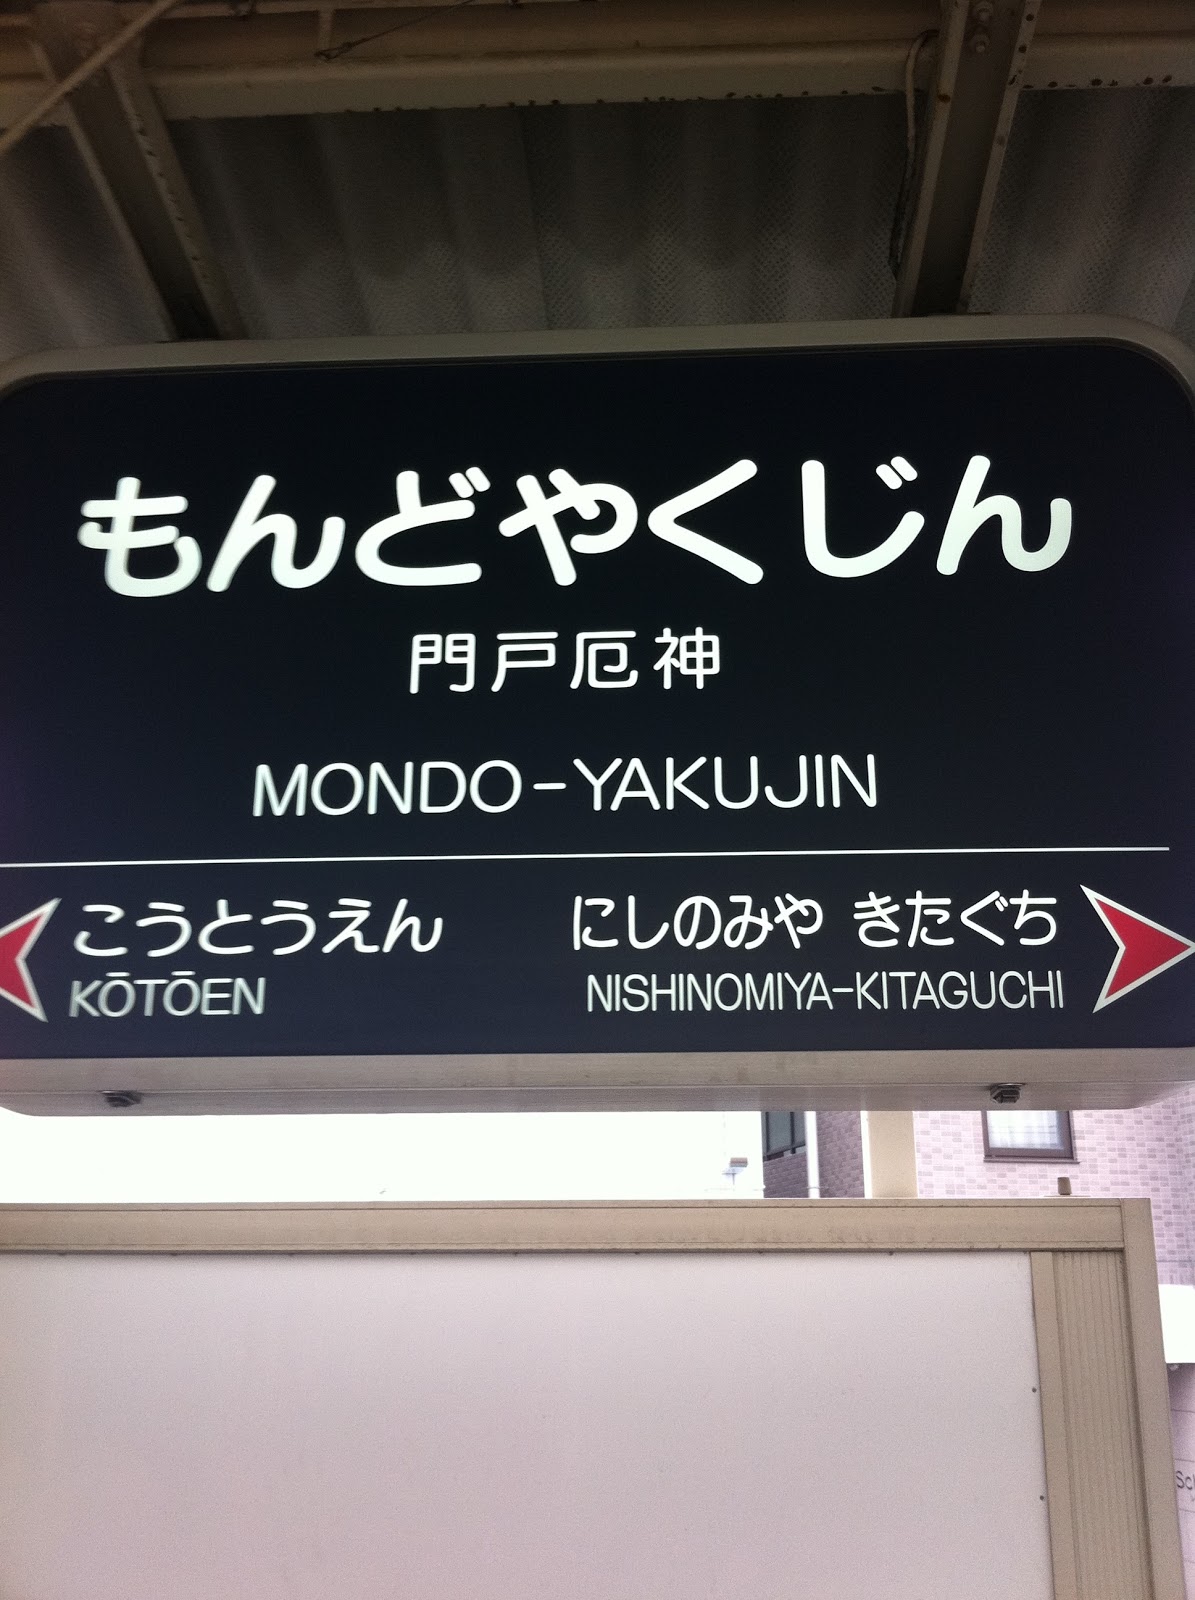 もんどやくじん
門戸厄神
MONDO-YAKUJIN
こうとうえん
KŌTŌEN
にしのみや きたぐち
NISHINOMIYA-KITAGUCHI